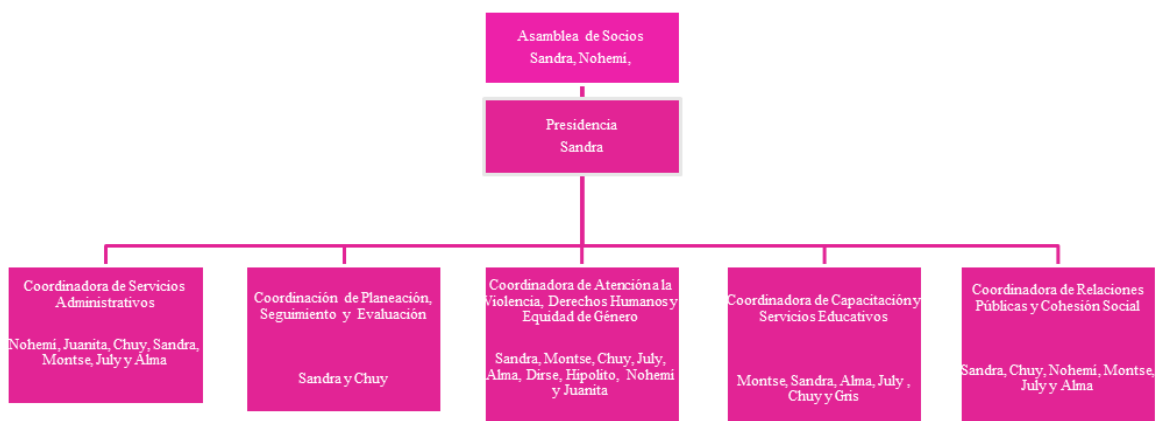 Asamblea de Socios
Sandra, Nohemí,
Presidencia
Sandra
Coordinadora de Servicios
Administrativos
Nohemí, Juanita, Chuy, Sandra,
Montse, July y Alma
Coordinación de Planeación,
Seguimiento y Evaluación
Sandra y Chuy
Coordinadora de Atención a la
Violencia, Derechos Humanos y
Equidad de Género
Sandra, Montse, Chuy, July,
Alma, Dirse, Hipolito, Nohemí
y Juanita
Coordinadora de Capacitación y
Servicios Educativos
Montse, Sandra, Alma, July ,
Chuy y Gris
Coordinadora de Relaciones
Públicas y Cohesión Social
Sandra, Chuy, Nohemí, Montse,
July y Alma